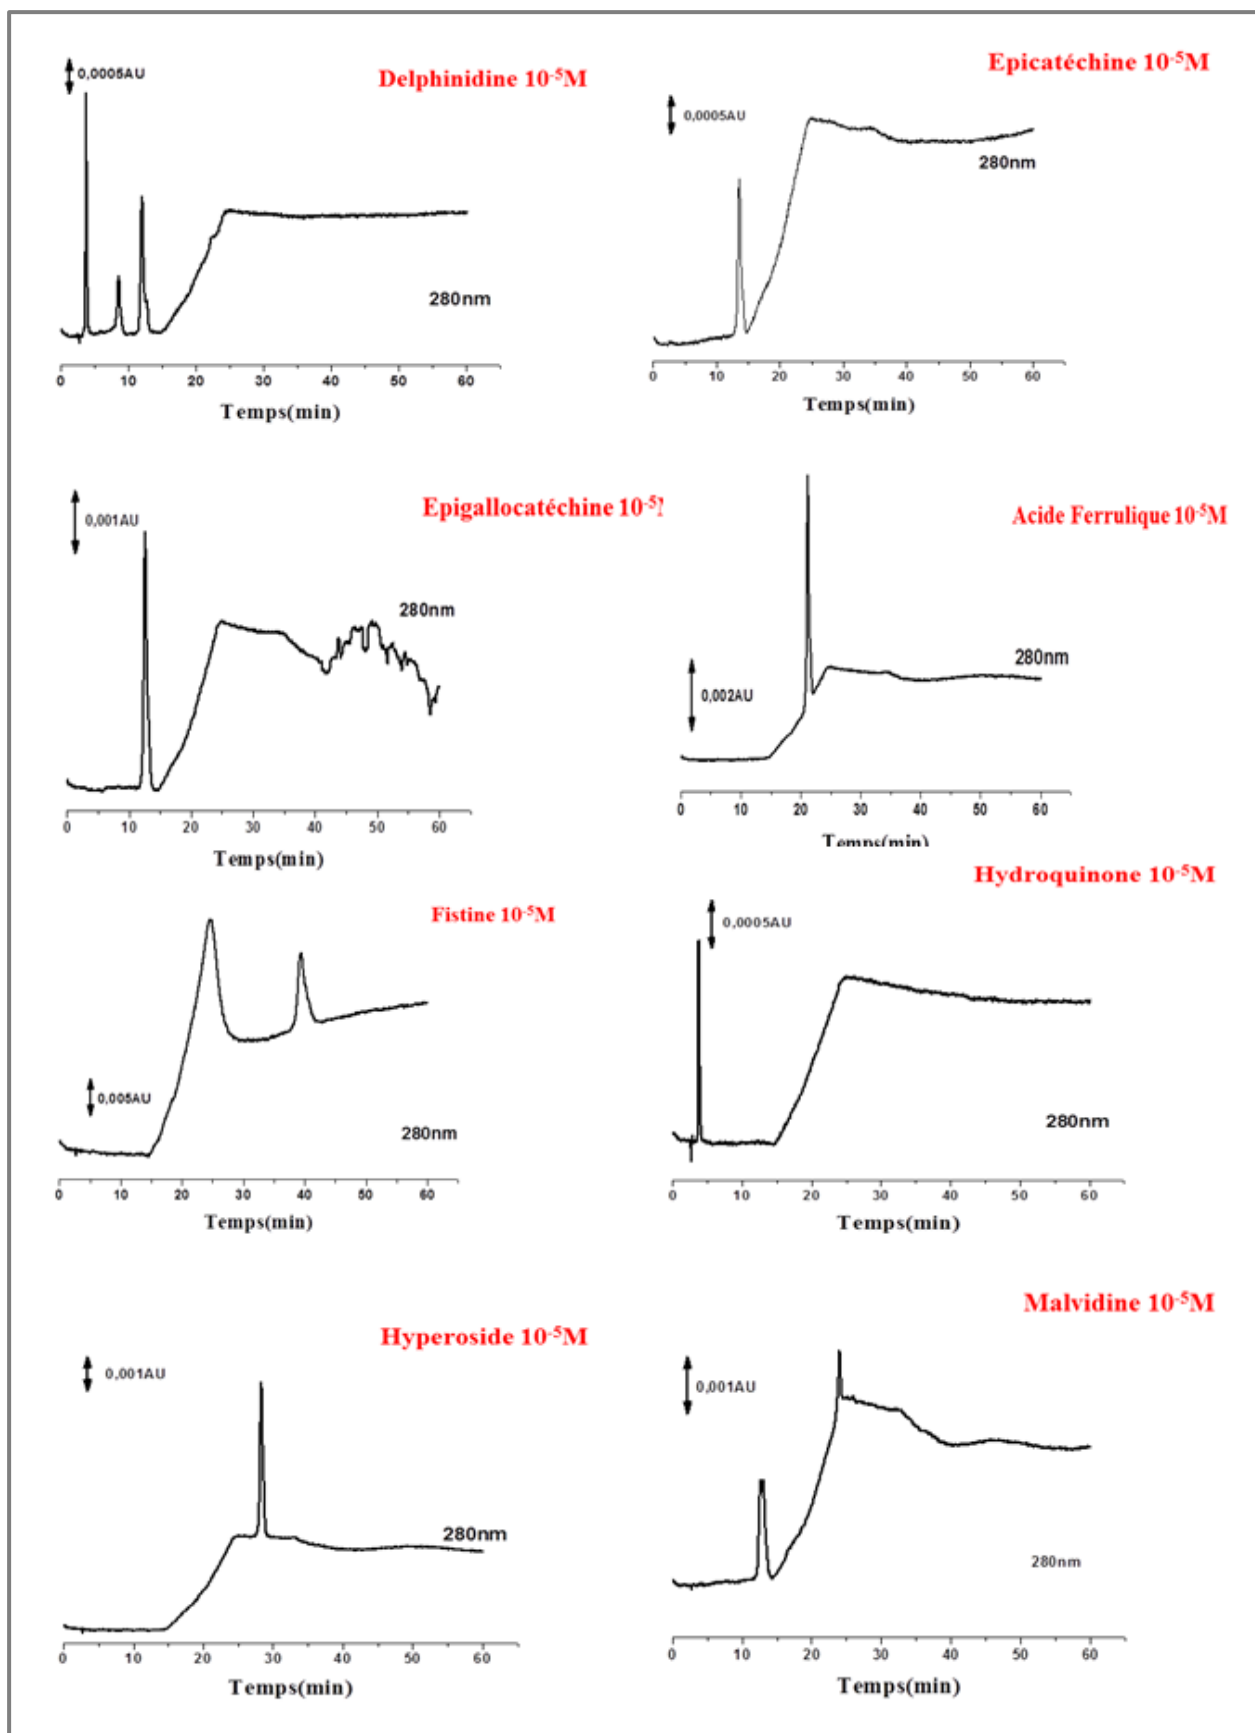 Delphinidine 10-5M
0,0005AU
280nm
0 10 20 30 40 50 60
Temps(min)
Epicatéchine 10-5M
0,0005AU
280nm
0 10 20 30 40 50 60
Temps(min)
Epigallocatéchine 10-5
0,001AU
280nm
0 10 20 30 40 50 60
Temps(min)
Acide Ferrulique 10-5M
0,002AU
280nm
0 10 20 30 40 50 60
Temps(min)
Fistine 10-5M
0,005AU
280nm
0 10 20 30 40 50 60
Temps(min)
Hydroquinone 10-5M
0,0005AU
280nm
0 10 20 30 40 50 60
Temps(min)
Hyperoside 10-5M
0,001AU
280nm
0 10 20 30 40 50 60
Temps(min)
Malvidine 10-5M
0,001AU
280nm
0 10 20 30 40 50 60
Temps(min)